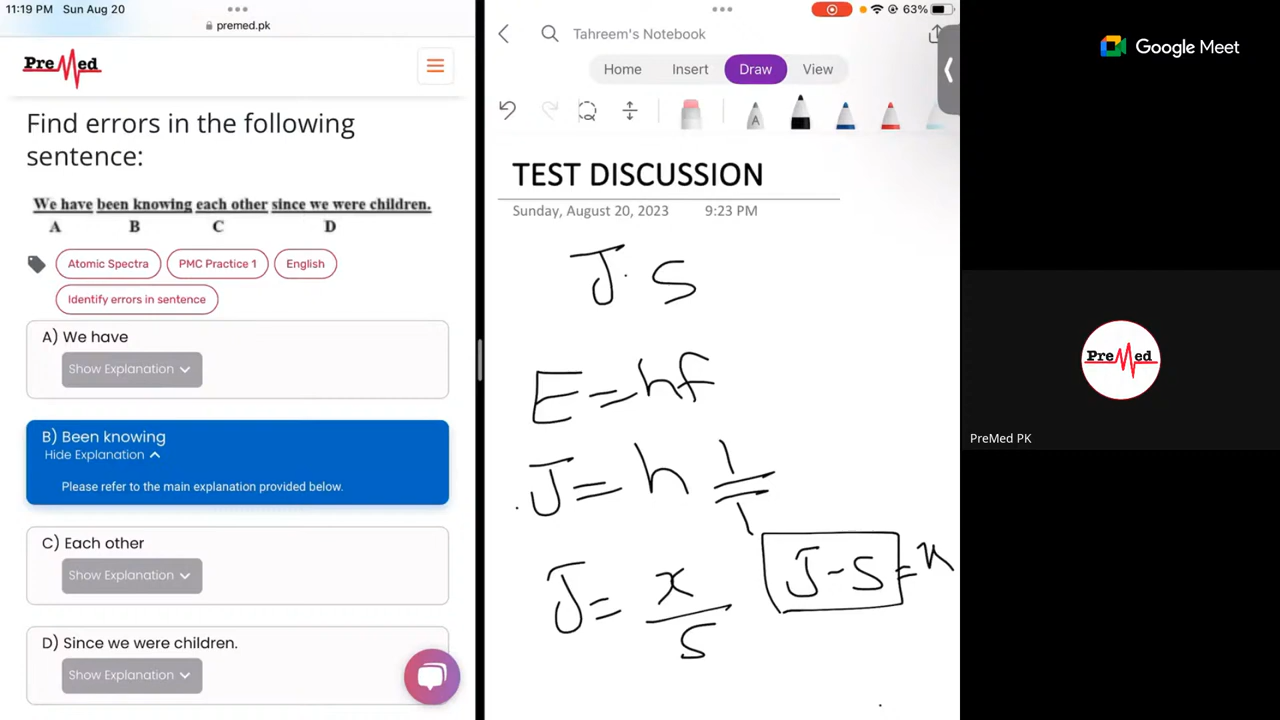 11:19 PM Sun Aug 20
premed.pk
PreMed
Find errors in the following
sentence:
We have been knowing each other since we were children.
A B C D
Atomic Spectra
PMC Practice 1
English
Identify errors in sentence
A) We have
Show Explanation
B) Been knowing
Hide Explanation
Please refer to the main explanation provided below.
C) Each other
Show Explanation
D) Since we were children.
Show Explanation
63%
Tahreem's Notebook
Home Insert Draw View
A
TEST DISCUSSION
Sunday, August 20, 2023 9:23 PM
J·S
E=hf
J=h
J= x/S
J-S=x
Google Meet
PreMed
PreMed PK